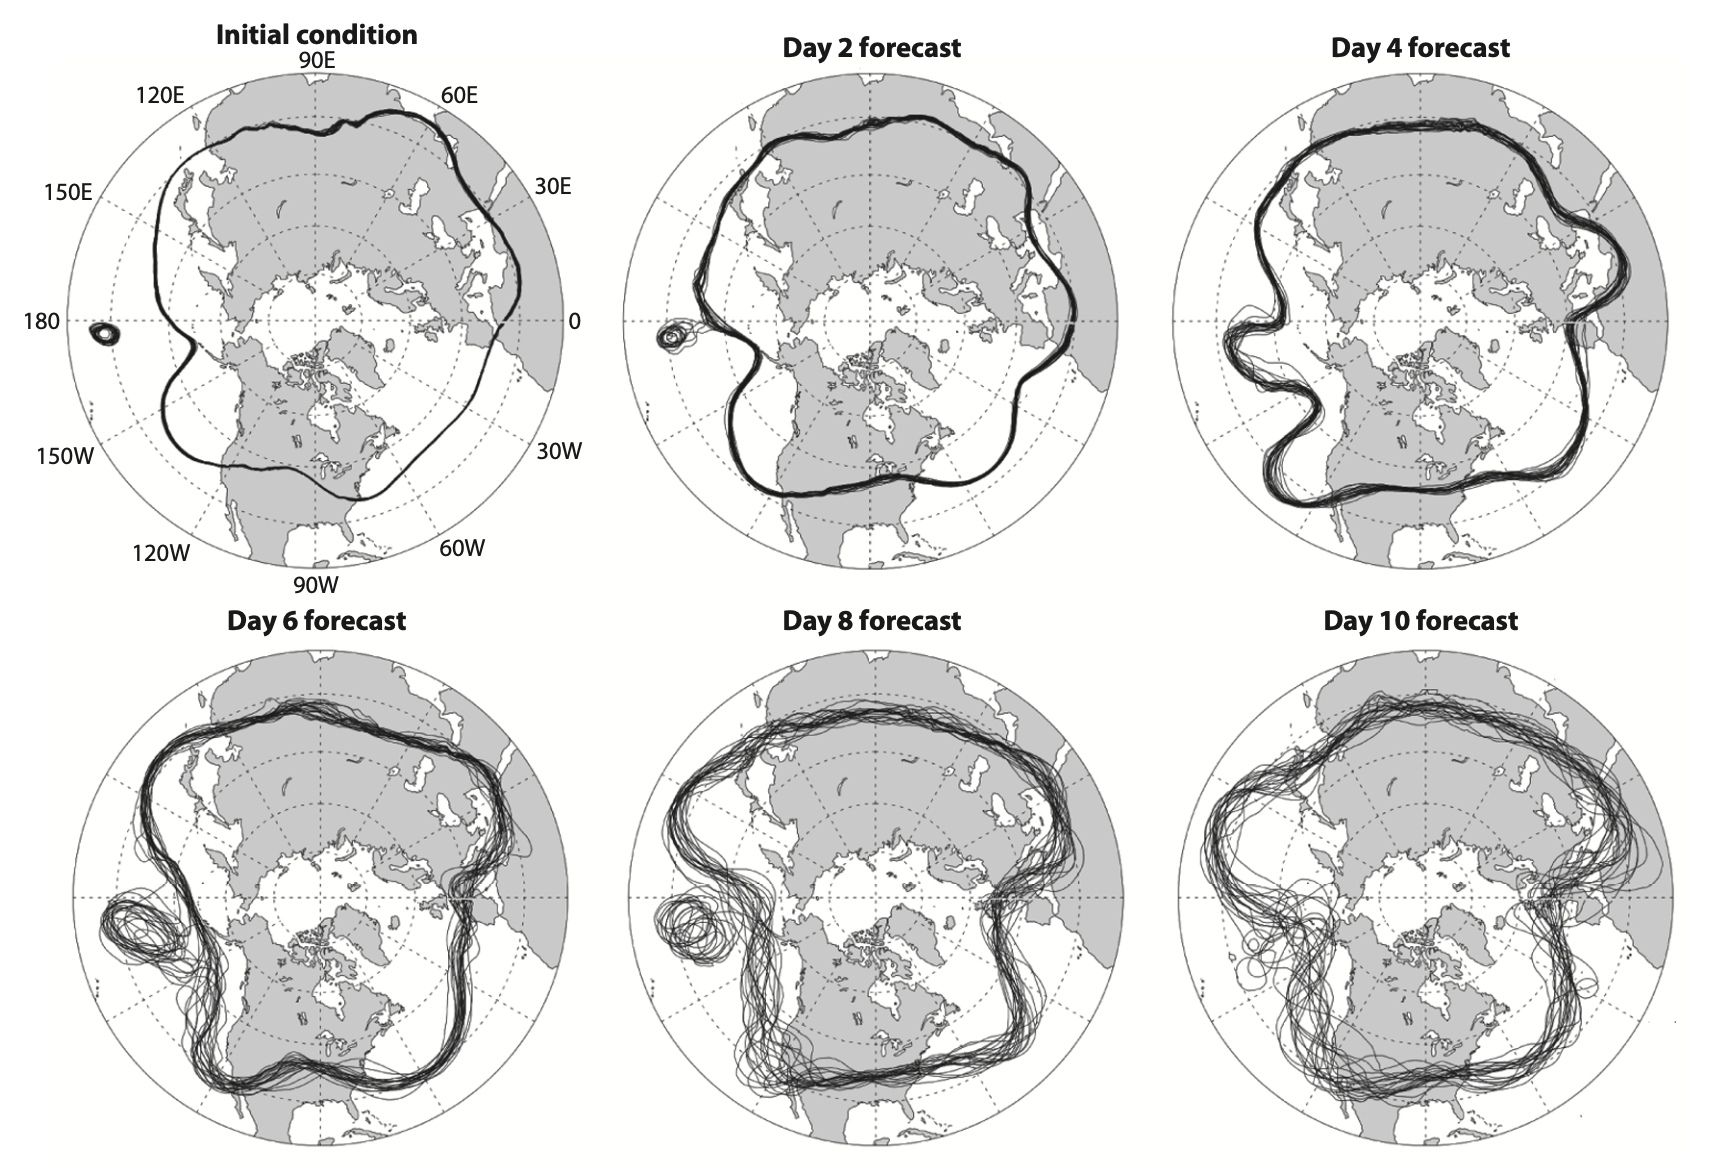 Initial condition
Day 2 forecast
Day 4 forecast
90E
120E
60E
150E
30E
180
0
150W
30W
120W
60W
90W
Day 6 forecast
Day 8 forecast
Day 10 forecast